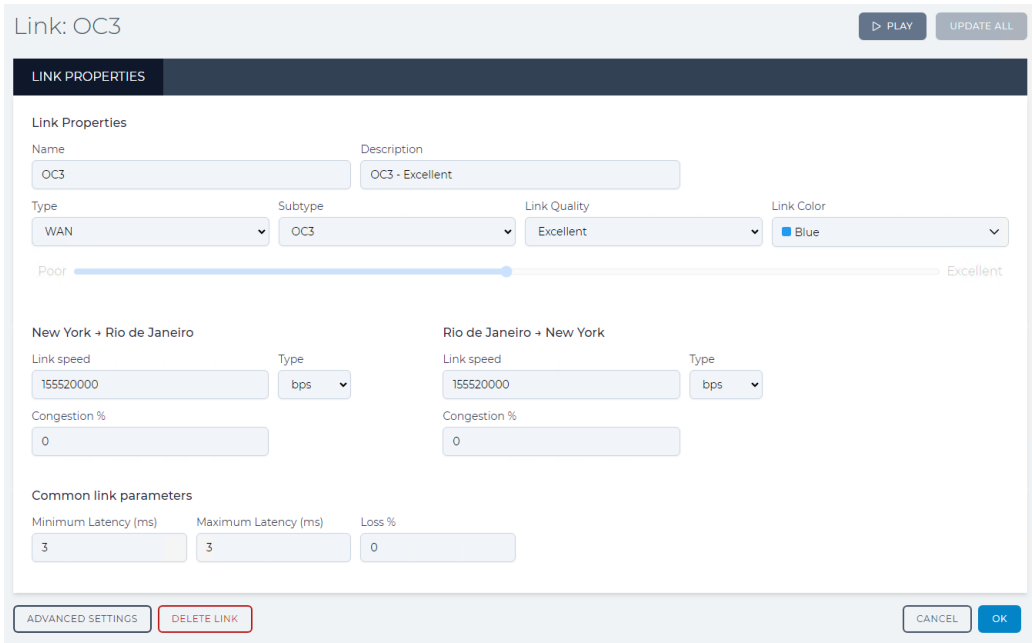 Link: OC3
PLAY
UPDATE ALL
LINK PROPERTIES
Link Properties
Name
Description
OC3
OC3 - Excellent
Type
Subtype
Link Quality
Link Color
WAN
OC3
Excellent
Blue
Poor
Excellent
New York → Rio de Janeiro
Rio de Janeiro → New York
Link speed
Type
Link speed
Type
155520000
bps
155520000
bps
Congestion %
Congestion %
0
0
Common link parameters
Minimum Latency (ms)
Maximum Latency (ms)
Loss %
3
3
0
ADVANCED SETTINGS
DELETE LINK
CANCEL
OK